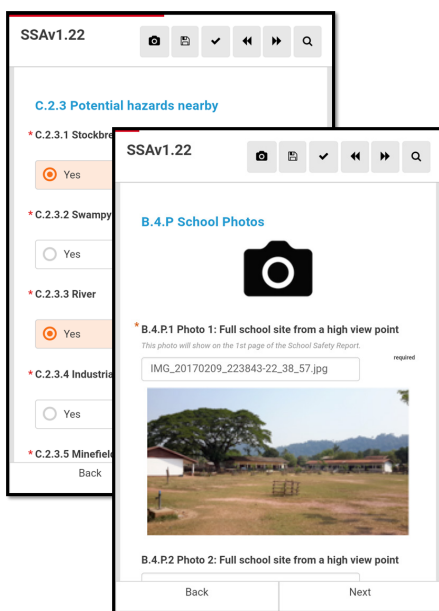 SSAv1.22
C.2.3 Potential hazards nearby
* C.2.3.1 Stockbre
Yes
* C.2.3.2 Swampy
Yes
* C.2.3.3 River
Yes
* C.2.3.4 Industria
Yes
* C.2.3.5 Minefield
Back
SSAv1.22
B.4.P School Photos
* B.4.P.1 Photo 1: Full school site from a high view point
This photo will show on the 1st page of the School Safety Report.
required
IMG_20170209_223843-22_38_57.jpg
B.4.P.2 Photo 2: Full school site from a high view point
Back
Next